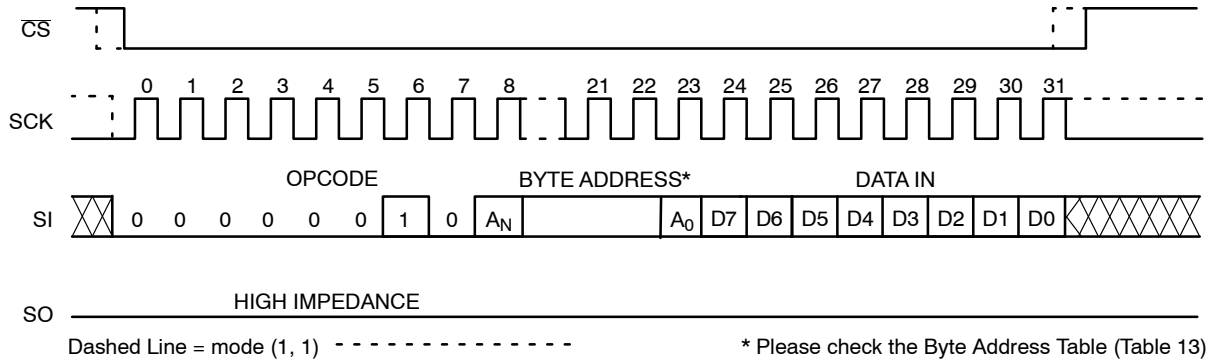 CS
0 1 2 3 4 5 6 7 8 21 22 23 24 25 26 27 28 29 30 31
SCK
OPCODE BYTE ADDRESS* DATA IN
SI 0 0 0 0 0 0 1 0 AN A0 D7 D6 D5 D4 D3 D2 D1 D0
HIGH IMPEDANCE
SO
Dashed Line = mode (1, 1) * Please check the Byte Address Table (Table 13)